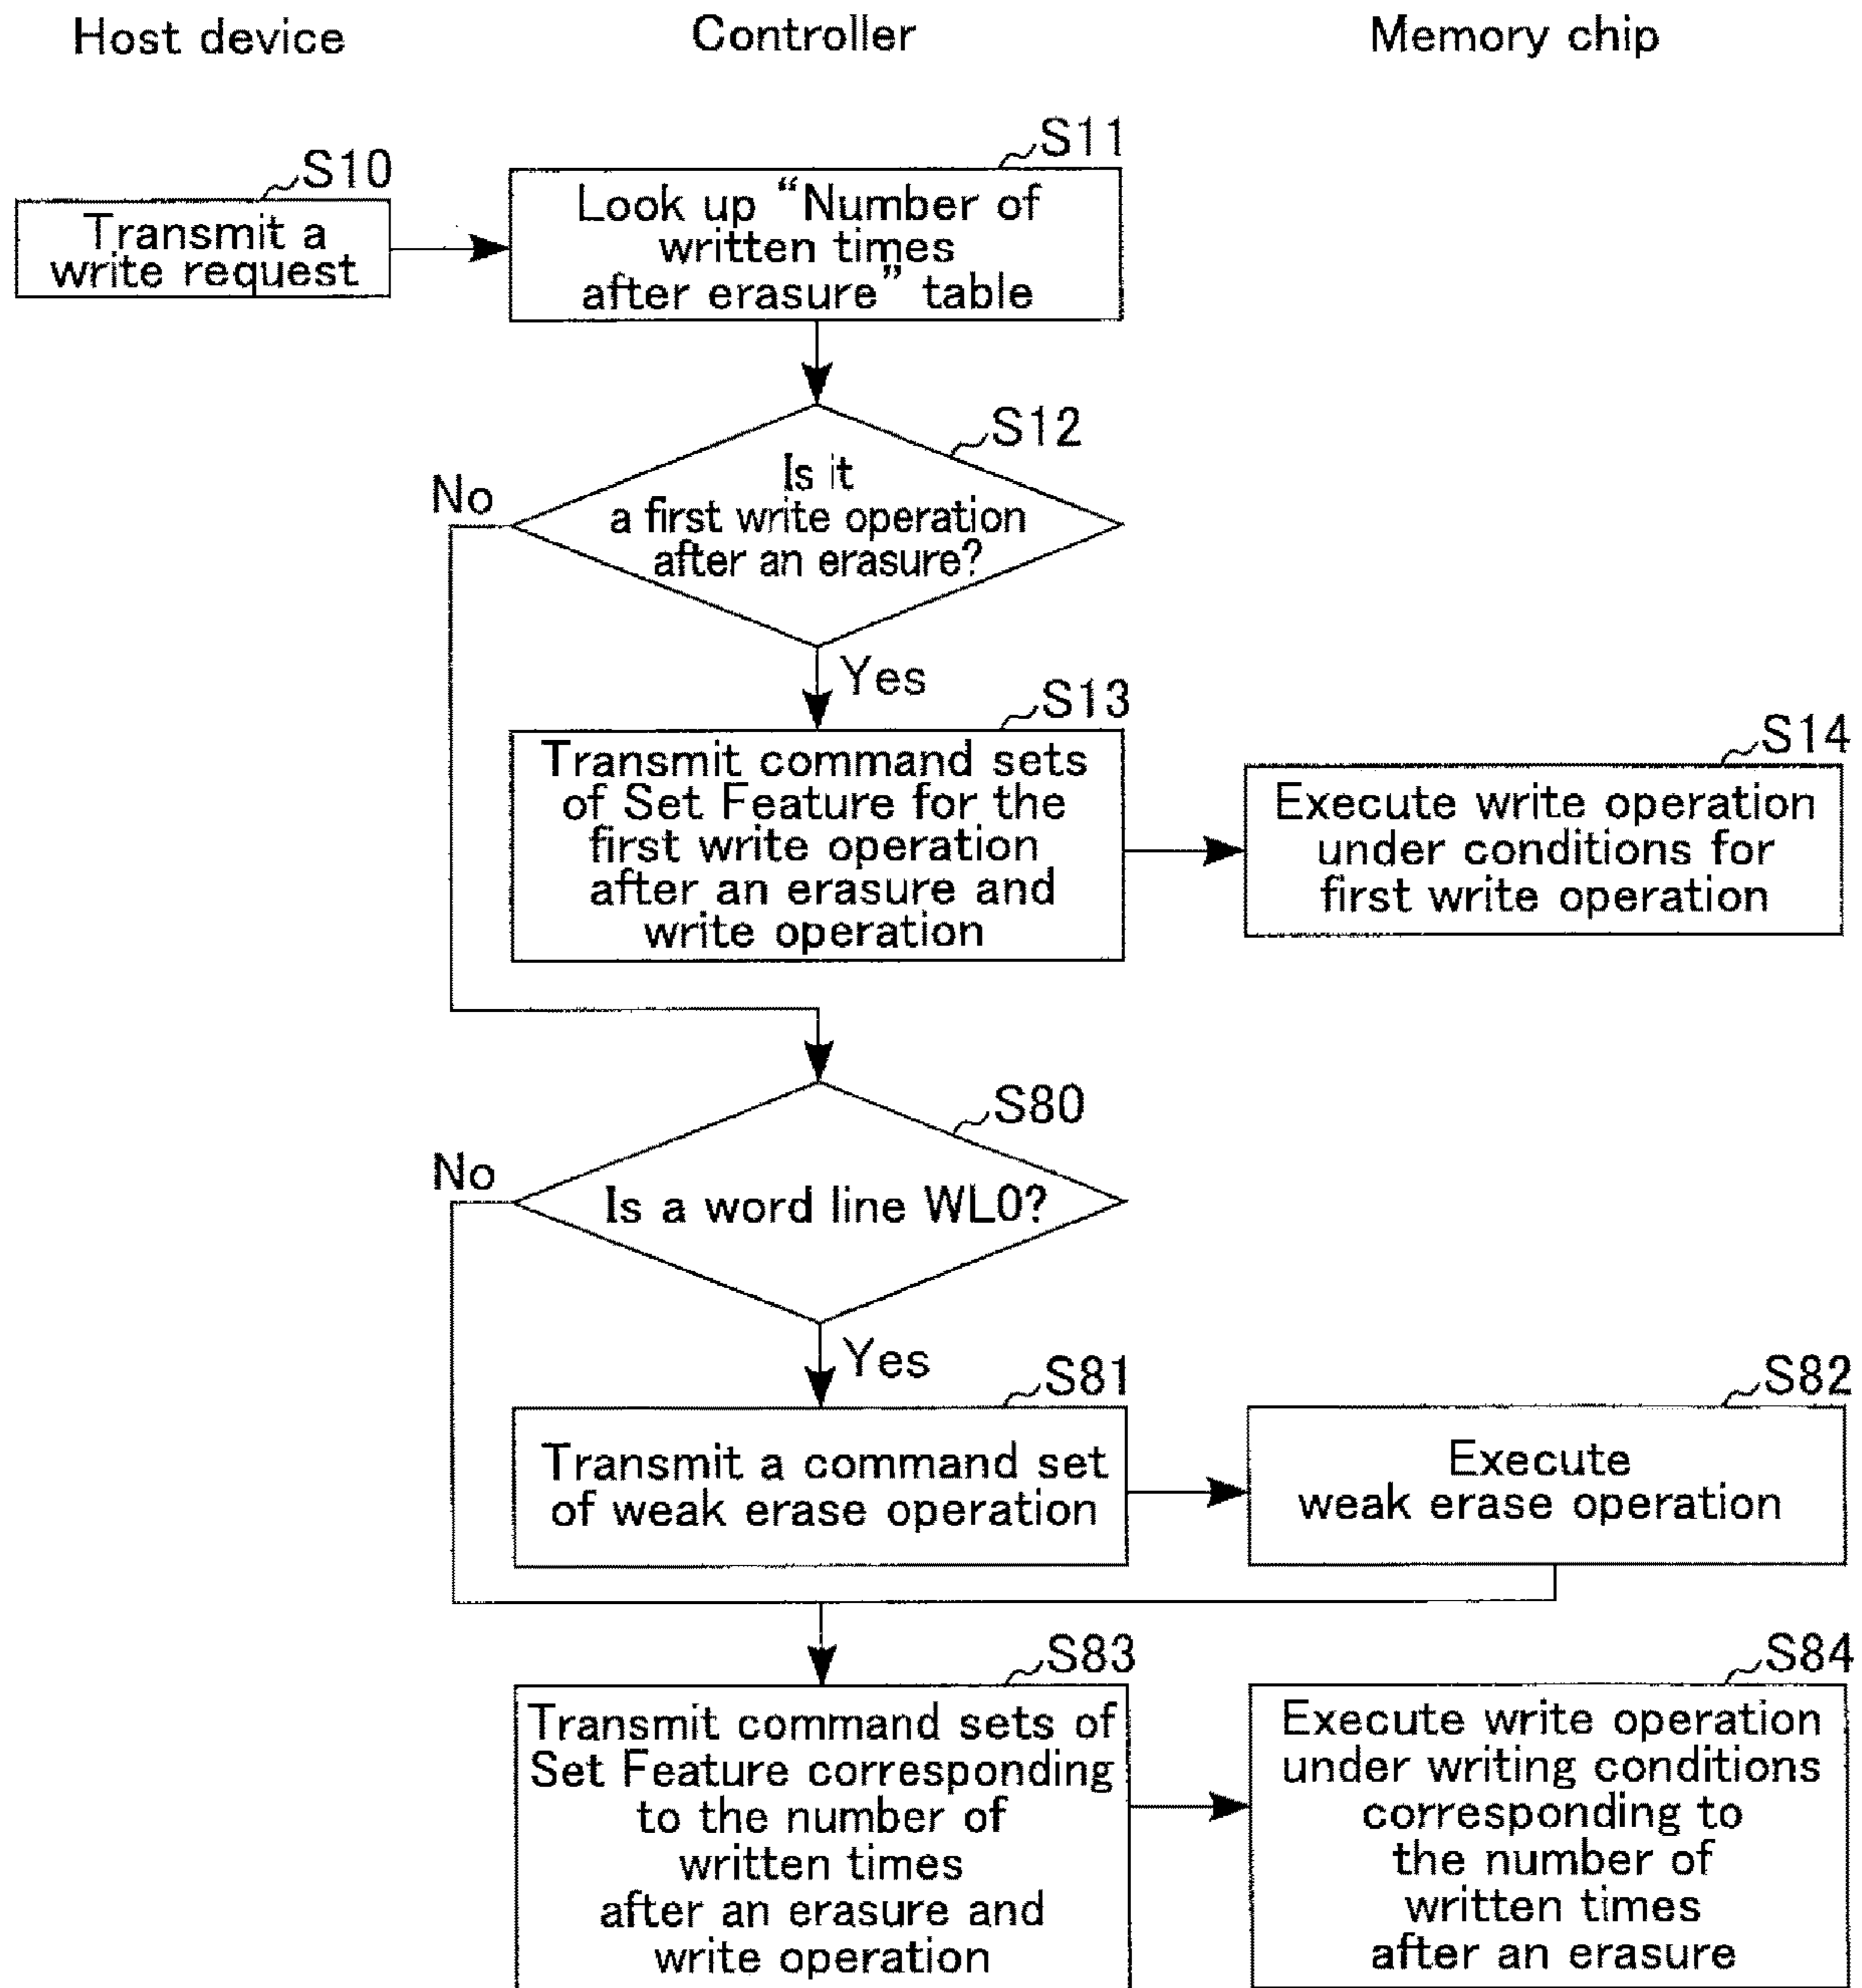 Host device
Controller
Memory chip
S10
Transmit a
write request
S11
Look up “Number of
written times
after erasure” table
S12
Is it
a first write operation
after an erasure?
No
Yes
S13
Transmit command sets
of Set Feature for the
first write operation
after an erasure and
write operation
S14
Execute write operation
under conditions for
first write operation
S80
Is a word line WL0?
No
Yes
S81
Transmit a command set
of weak erase operation
S82
Execute
weak erase operation
S83
Transmit command sets of
Set Feature corresponding
to the number of
written times
after an erasure and
write operation
S84
Execute write operation
under writing conditions
corresponding to
the number of
written times
after an erasure